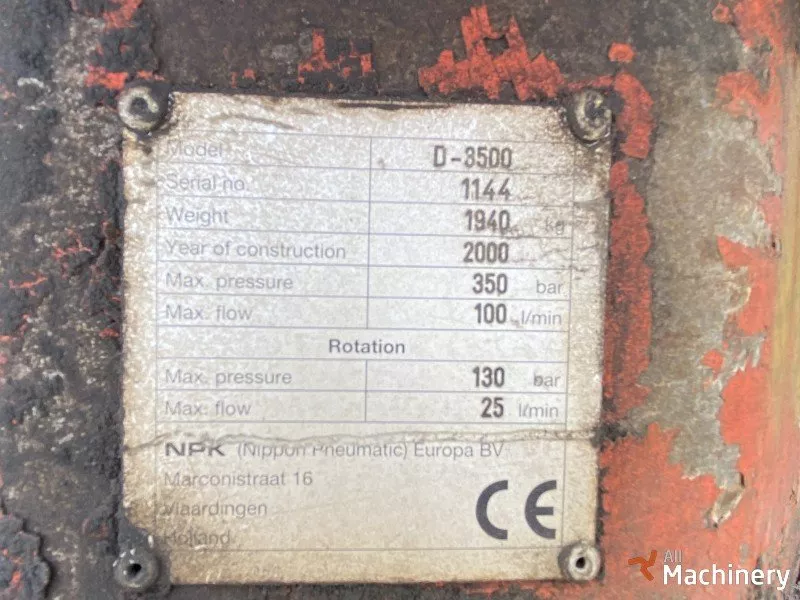 Model D-3500
Serial no. 1144
Weight 1940 kg
Year of construction 2000
Max. pressure 350 bar
Max. flow 100 l/min
Rotation
Max. pressure 130 bar
Max. flow 25 l/min
NPK (Nippon Pneumatic) Europa BV
Marconistraat 16
Vlaardingen
Holland
CE
All
Machinery